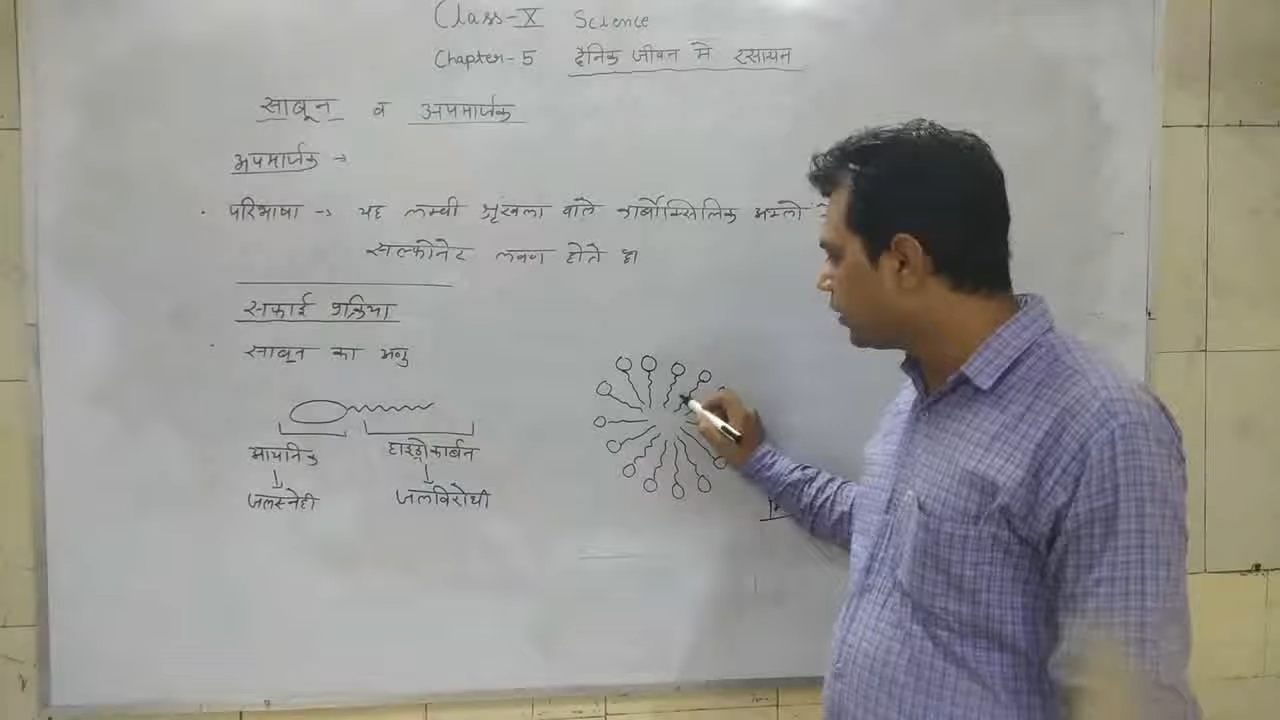 Class-X Science
Chapter-5 दैनिक जीवन मे रसायन
साबून व अपमार्जक
अपमार्जक →
परिभाषा → यह लम्बी श्रृंखला वाले कार्बोक्सिलिक अम्लो
सल्फोनेट लवण होते है।
सफाई प्रक्रिया
साबून का अणु
आयनिक हाइड्रोकार्बन
जलस्नेही जलविरोधी